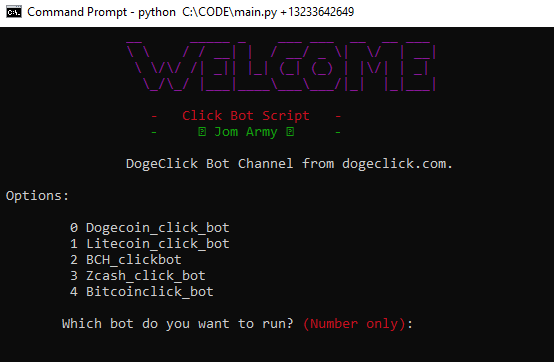 Command Prompt - python C:\CODE\main.py +13233642649
WELCOME
- Click Bot Script -
- Jom Army -
DogeClick Bot Channel from dogeclick.com.
Options:
0 Dogecoin_click_bot
1 Litecoin_click_bot
2 BCH_clickbot
3 Zcash_click_bot
4 Bitcoinclick_bot
Which bot do you want to run? (Number only):